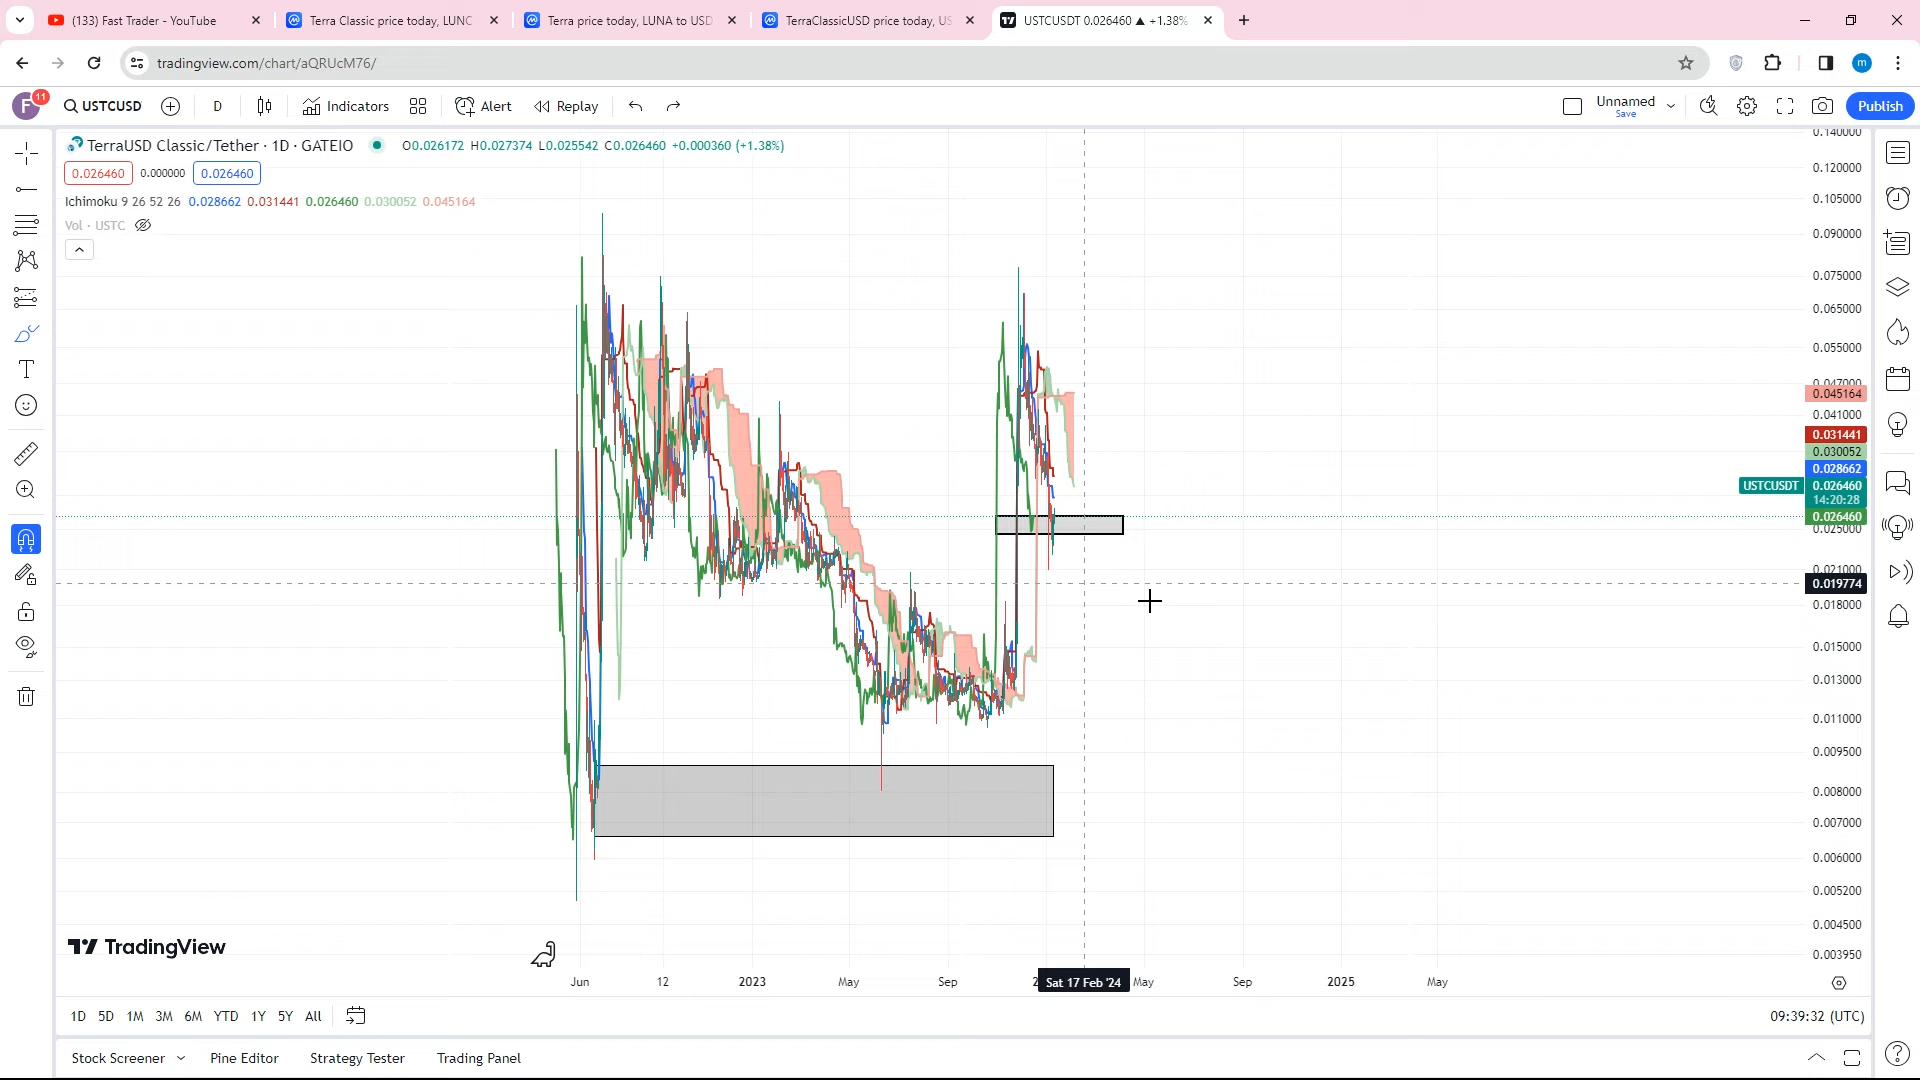 (133) Fast Trader - YouTube
Terra Classic price today, LUNC
Terra price today, LUNA to USD
TerraClassicUSD price today, US
USTCUSDT 0.026460 ▲ +1.38%
tradingview.com/chart/aQRUcM76/
m
F
11
USTCUSD
D
Indicators
Alert
Replay
Unnamed
Save
Publish
TerraUSD Classic/Tether · 1D · GATEIO
O0.026172 H0.027374 L0.025542 C0.026460 +0.000360 (+1.38%)
0.026460
0.000000
0.026460
Ichimoku 9 26 52 26 0.028662 0.031441 0.026460 0.030052 0.045164
Vol · USTC
0.140000
0.120000
0.105000
0.090000
0.075000
0.065000
0.055000
0.047000
0.045164
0.041000
0.031441
0.030052
0.028662
USTCUSDT 0.026460
14:20:28
0.026460
0.025000
0.021000
0.019774
0.018000
0.015000
0.013000
0.011000
0.009500
0.008000
0.007000
0.006000
0.005200
0.004500
0.003950
TradingView
Jun
12
2023
May
Sep
2
Sat 17 Feb '24
May
Sep
2025
May
1D 5D 1M 3M 6M YTD 1Y 5Y All
09:39:32 (UTC)
Stock Screener
Pine Editor
Strategy Tester
Trading Panel